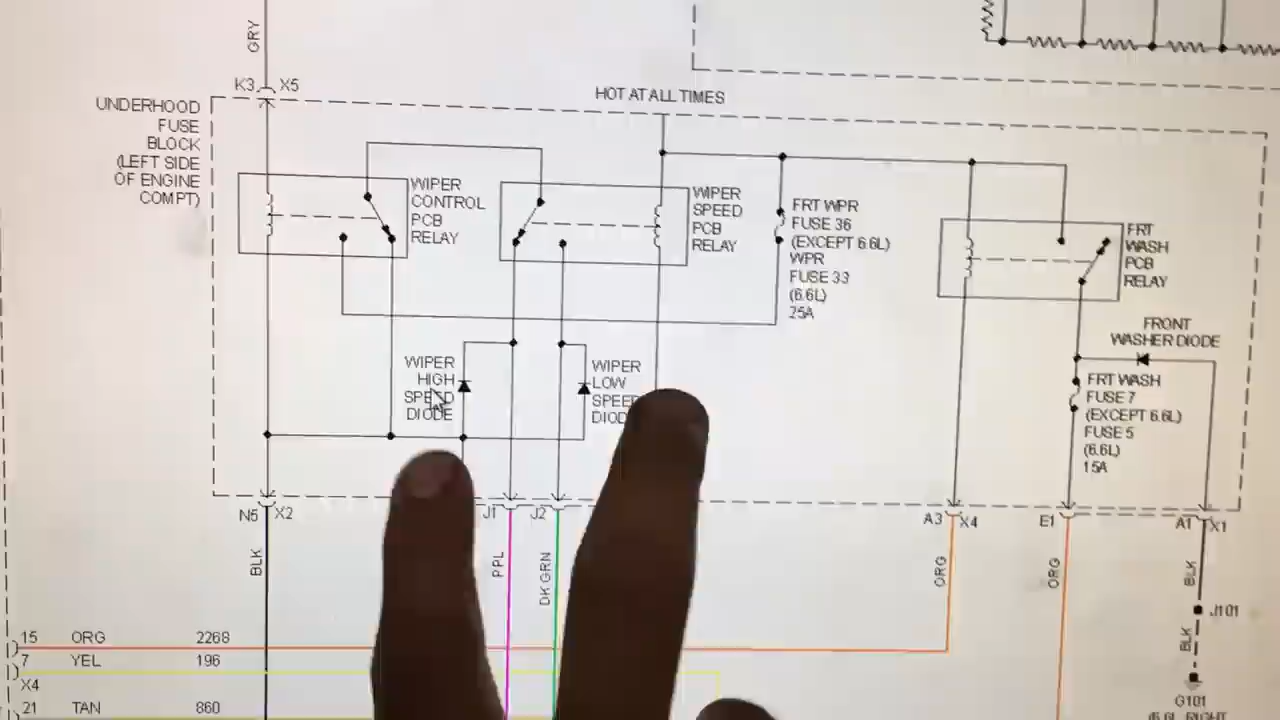 GRY
K3 X5
HOT AT ALL TIMES
UNDERHOOD
FUSE
BLOCK
(LEFT SIDE
OF ENGINE
COMPT)
WIPER
CONTROL
PCB
RELAY
WIPER
SPEED
PCB
RELAY
FRT WPR
FUSE 36
(EXCEPT 6.6L)
WPR
FUSE 33
(6.6L)
25A
FRT
WASH
PCB
RELAY
FRONT
WASHER DIODE
WIPER
HIGH
SPEED
DIODE
WIPER
LOW
FRT WASH
FUSE 7
(EXCEPT 6.6L)
FUSE 5
(6.6L)
15A
N5 X2
J1
J2
A3 X4
E1
A1 X1
BLK
PPL
DK GRN
ORG
ORG
BLK
J101
BLK
G101
15 ORG 2268
7 YEL 196
X4
21 TAN 860